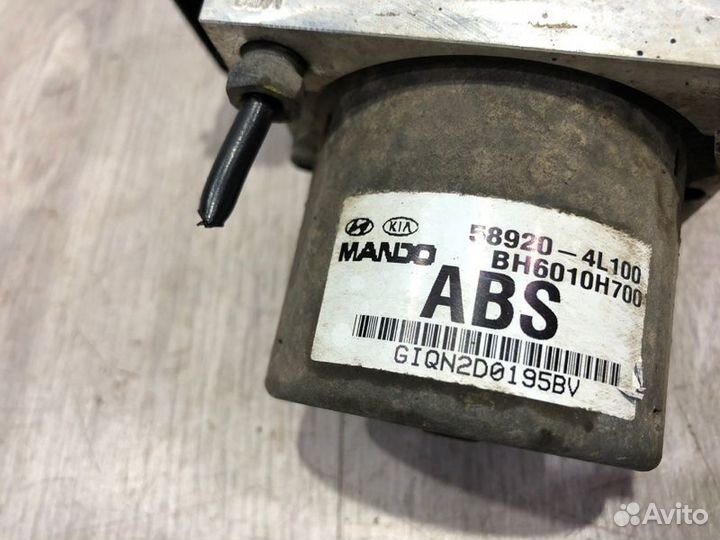 KIA 58920-4L100
MANDO BH6010H700
ABS
GIQN2D0195BV
Avito